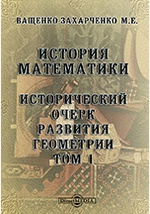 ВАЩЕНКО ЗАХАРЧЕНКО М.Е.
ИСТОРИЯ
МАТЕМАТИКИ
ИСТОРИЧЕСКИЙ
ОЧЕРК
РАЗВИТИЯ
ГЕОМЕТРИИ
ТОМ 1